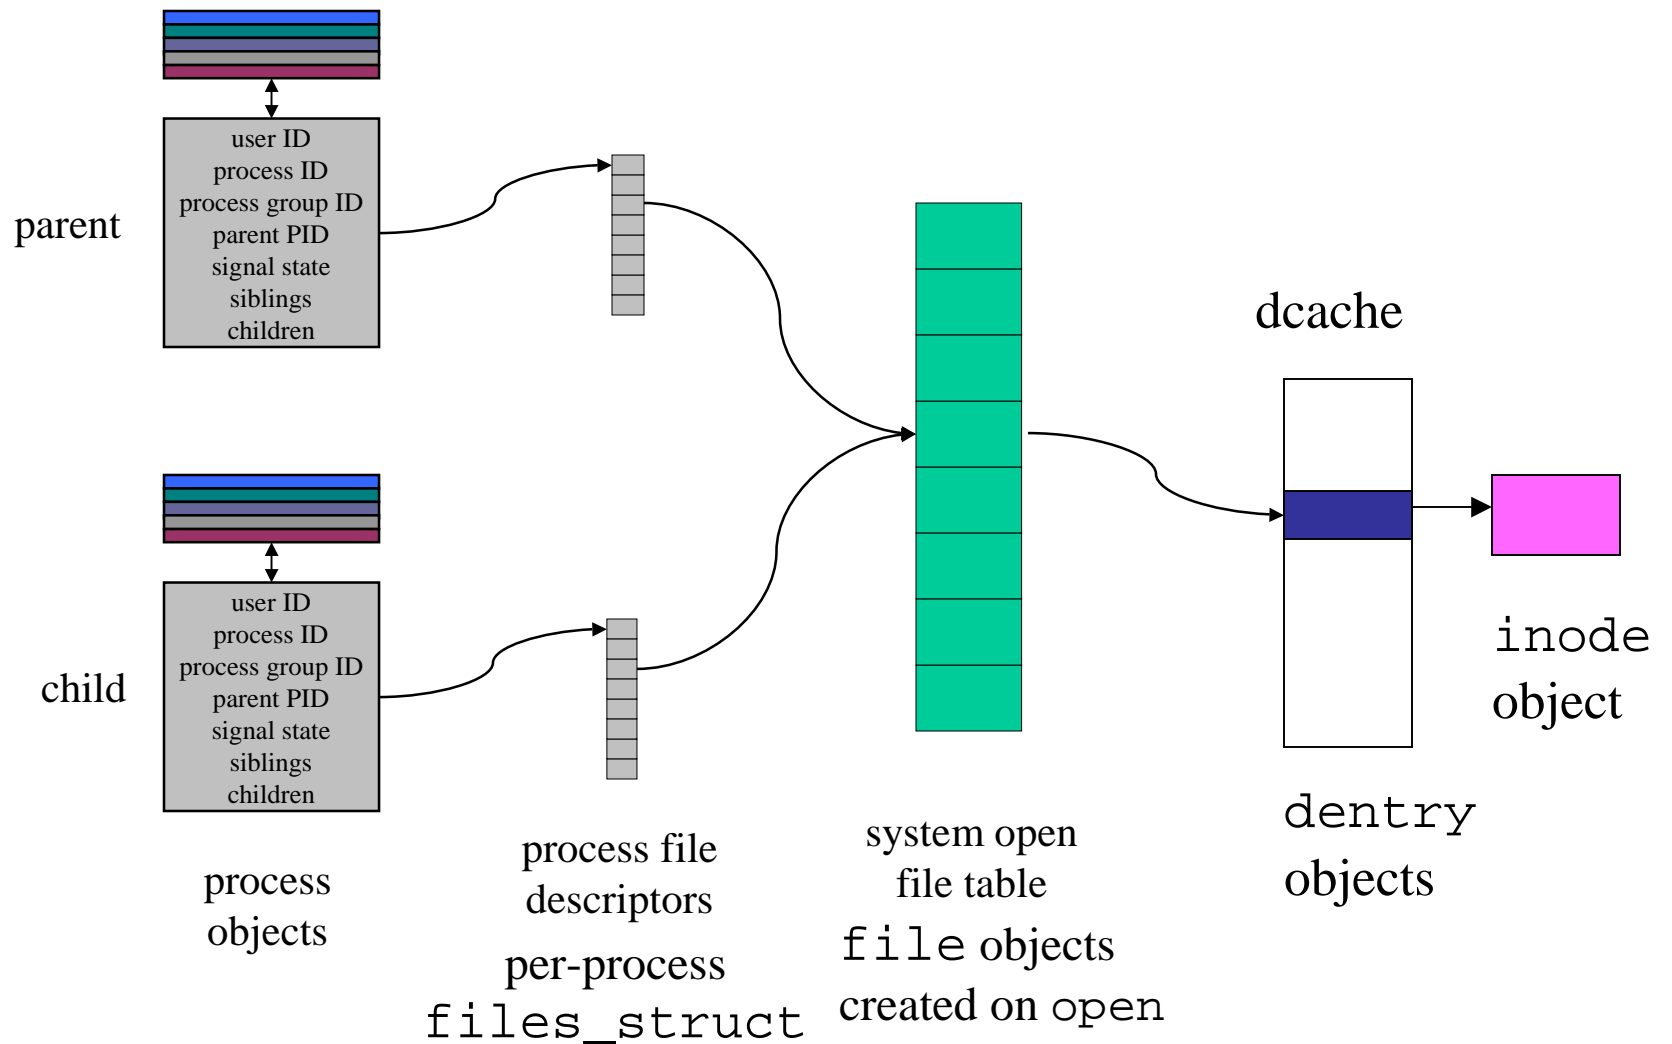 parent
user ID
process ID
process group ID
parent PID
signal state
siblings
children
child
user ID
process ID
process group ID
parent PID
signal state
siblings
children
process
objects
process file
descriptors
per-process
files_struct
system open
file table
file objects
created on open
dcache
dentry
objects
inode
object